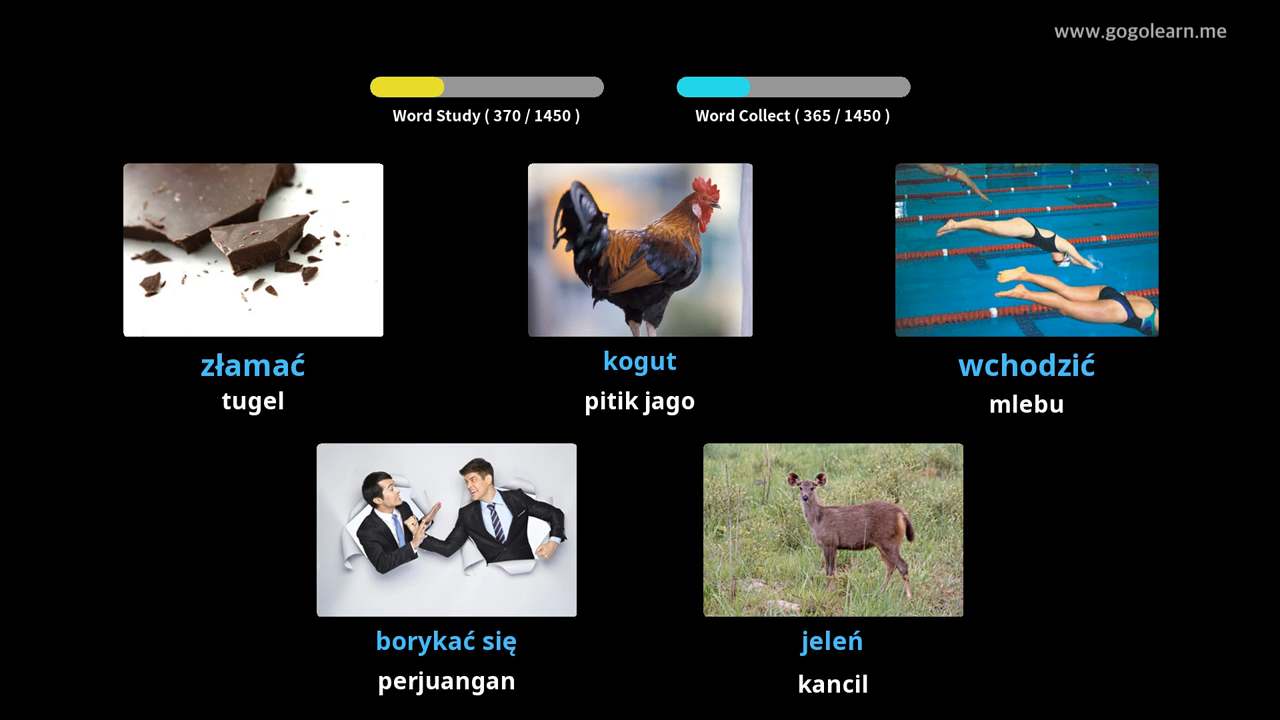 www.gogolearn.me
Word Study ( 370 / 1450 )
Word Collect ( 365 / 1450 )
złamać
tugel
kogut
pitik jago
wchodzić
mlebu
borykać się
perjuangan
jeleń
kancil